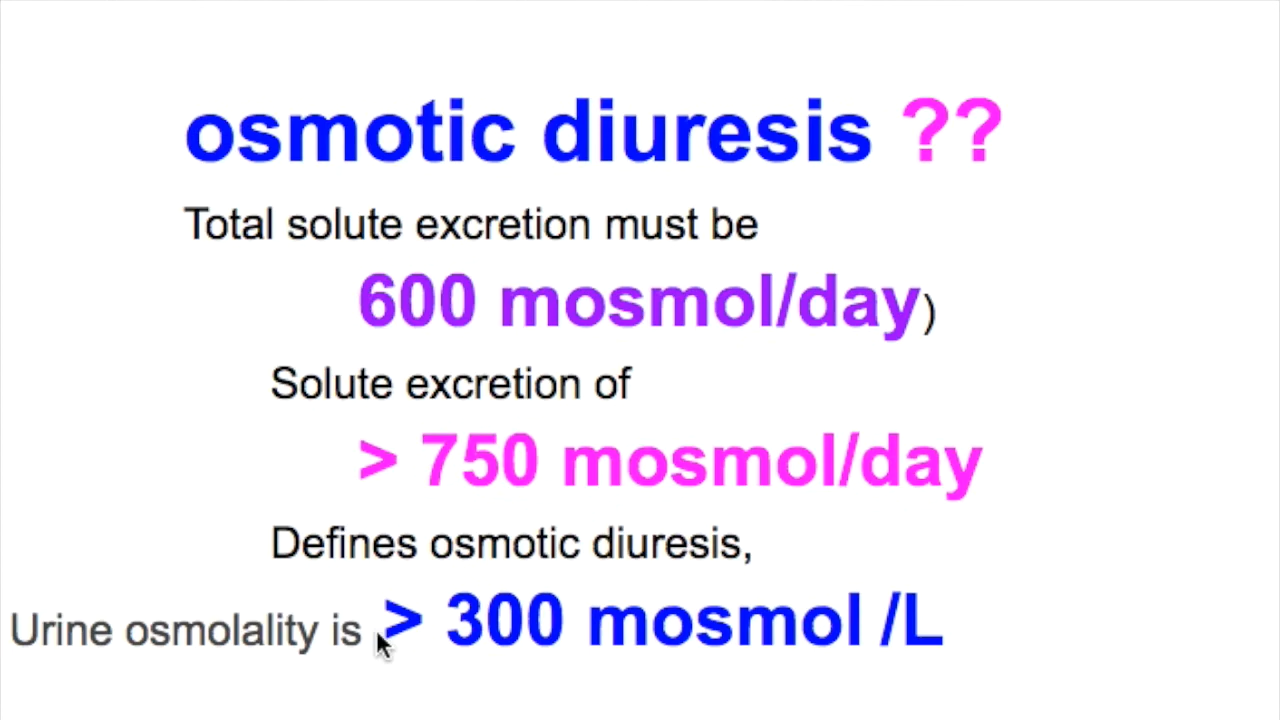 osmotic diuresis ??
Total solute excretion must be
600 mosmol/day)
Solute excretion of
> 750 mosmol/day
Defines osmotic diuresis,
Urine osmolality is > 300 mosmol /L